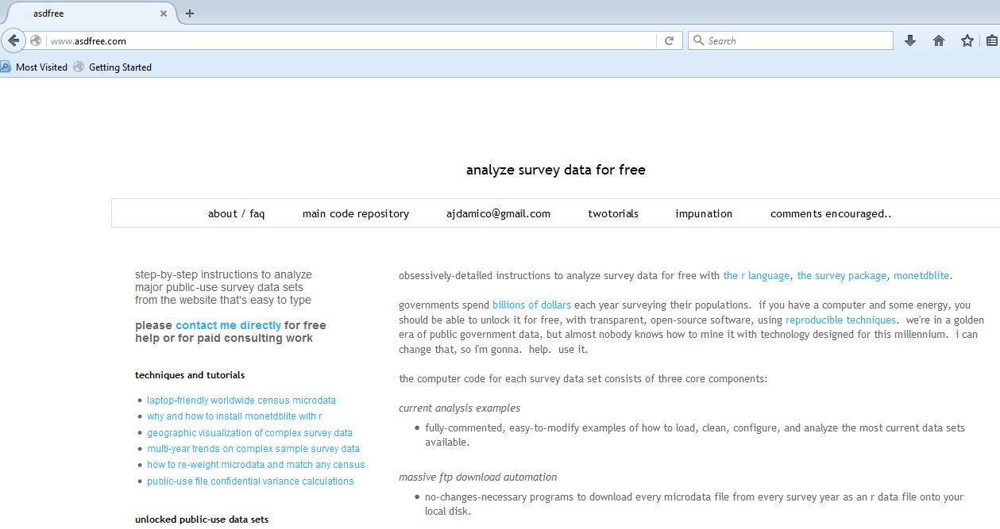 asdfree
www.asdfree.com
Search
Most Visited
Getting Started
analyze survey data for free
about / faq
main code repository
ajdamico@gmail.com
twotorials
impunation
comments encouraged..
step-by-step instructions to analyze
major public-use survey data sets
from the website that's easy to type
please contact me directly for free
help or for paid consulting work
techniques and tutorials
laptop-friendly worldwide census microdata
why and how to install monetdblite with r
geographic visualization of complex survey data
multi-year trends on complex sample survey data
how to re-weight microdata and match any census
public-use file confidential variance calculations
unlocked public-use data sets
obsessively-detailed instructions to analyze survey data for free with the r language, the survey package, monetdblite.
governments spend billions of dollars each year surveying their populations.  if you have a computer and some energy, you
should be able to unlock it for free, with transparent, open-source software, using reproducible techniques.  we're in a golden
era of public government data, but almost nobody knows how to mine it with technology designed for this millennium.  i can
change that, so i'm gonna.  help.  use it.
the computer code for each survey data set consists of three core components:
current analysis examples
fully-commented, easy-to-modify examples of how to load, clean, configure, and analyze the most current data sets
available.
massive ftp download automation
no-changes-necessary programs to download every microdata file from every survey year as an r data file onto your
local disk.